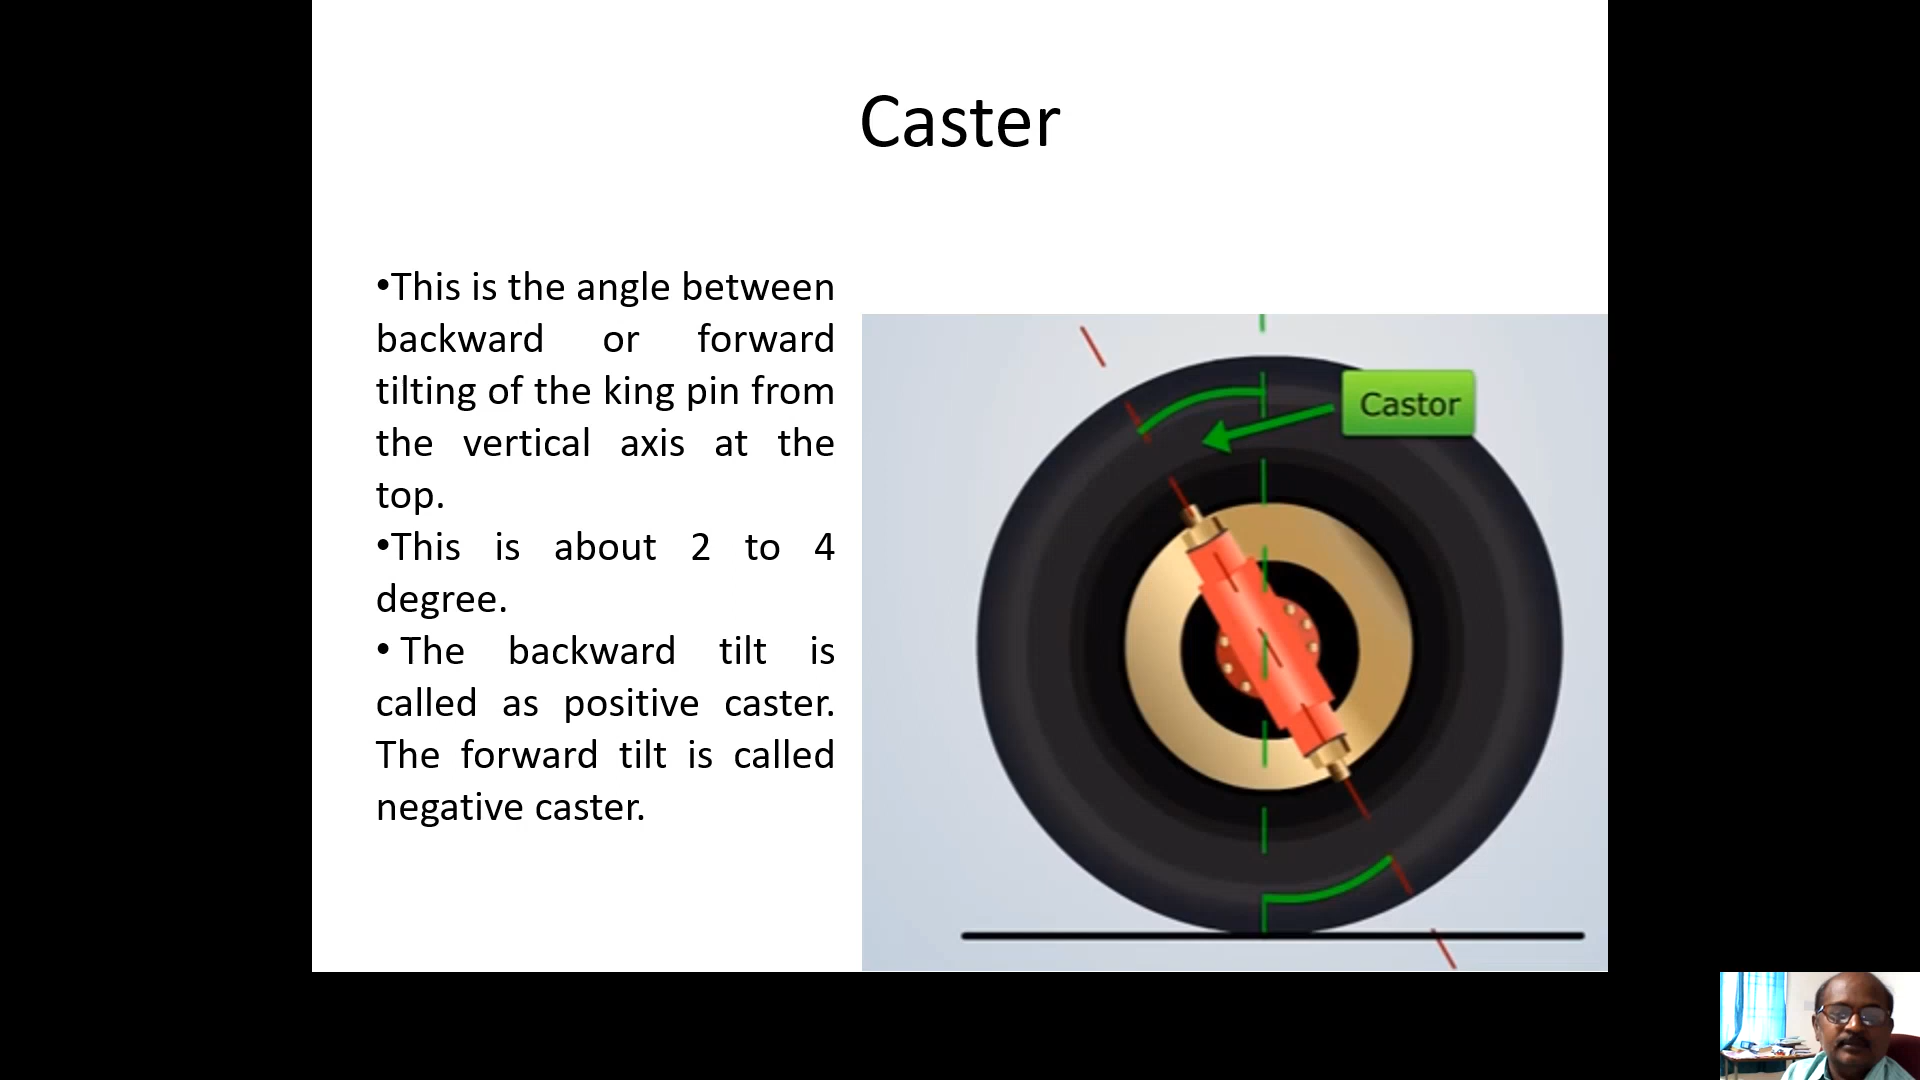 Caster
•This is the angle between
backward or forward
tilting of the king pin from
the vertical axis at the
top.
•This is about 2 to 4
degree.
• The backward tilt is
called as positive caster.
The forward tilt is called
negative caster.
Castor